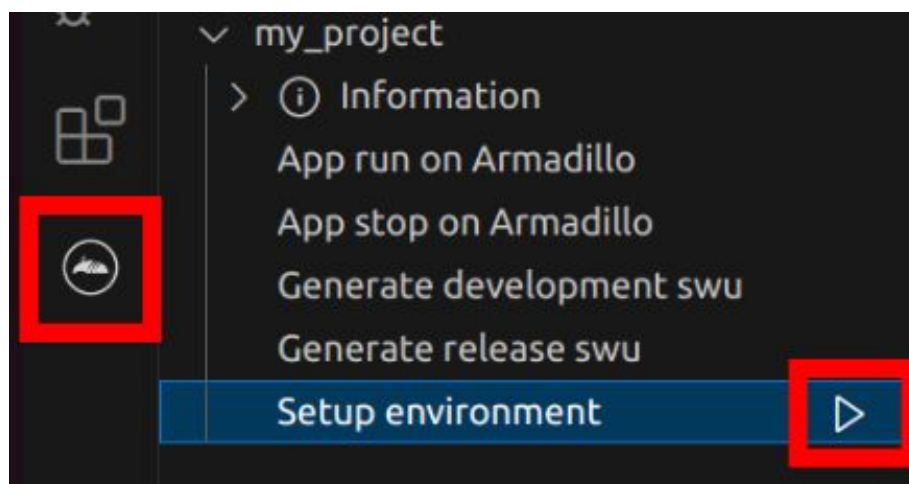 my_project
Information
App run on Armadillo
App stop on Armadillo
Generate development swu
Generate release swu
Setup environment